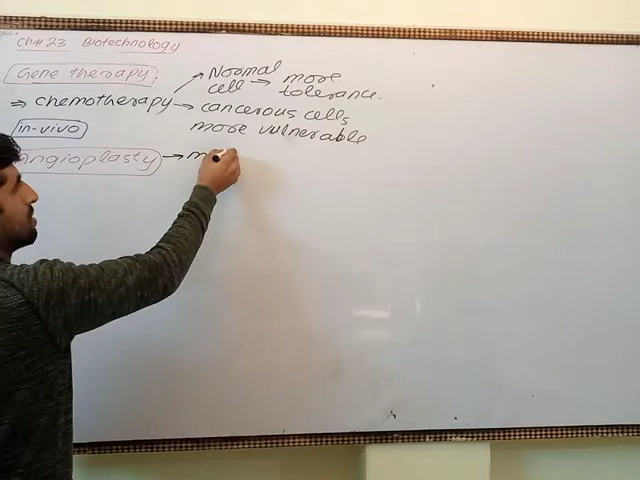 Ch# 23 Biotechnology
Gene therapy.
⇒ chemotherapy → Normal cell → more tolerance.
→ cancerous cells more vulnerable
in-vivo
angioplasty → m